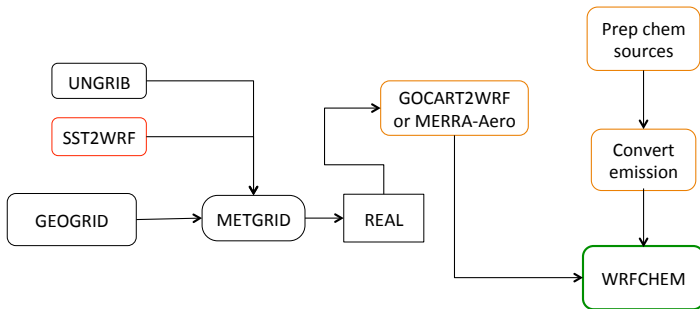 Prep chem
sources
UNGRIB
GOCART2WRF
or MERRA-Aero
SST2WRF
Convert
emission
GEOGRID
METGRID
REAL
WRFCHEM